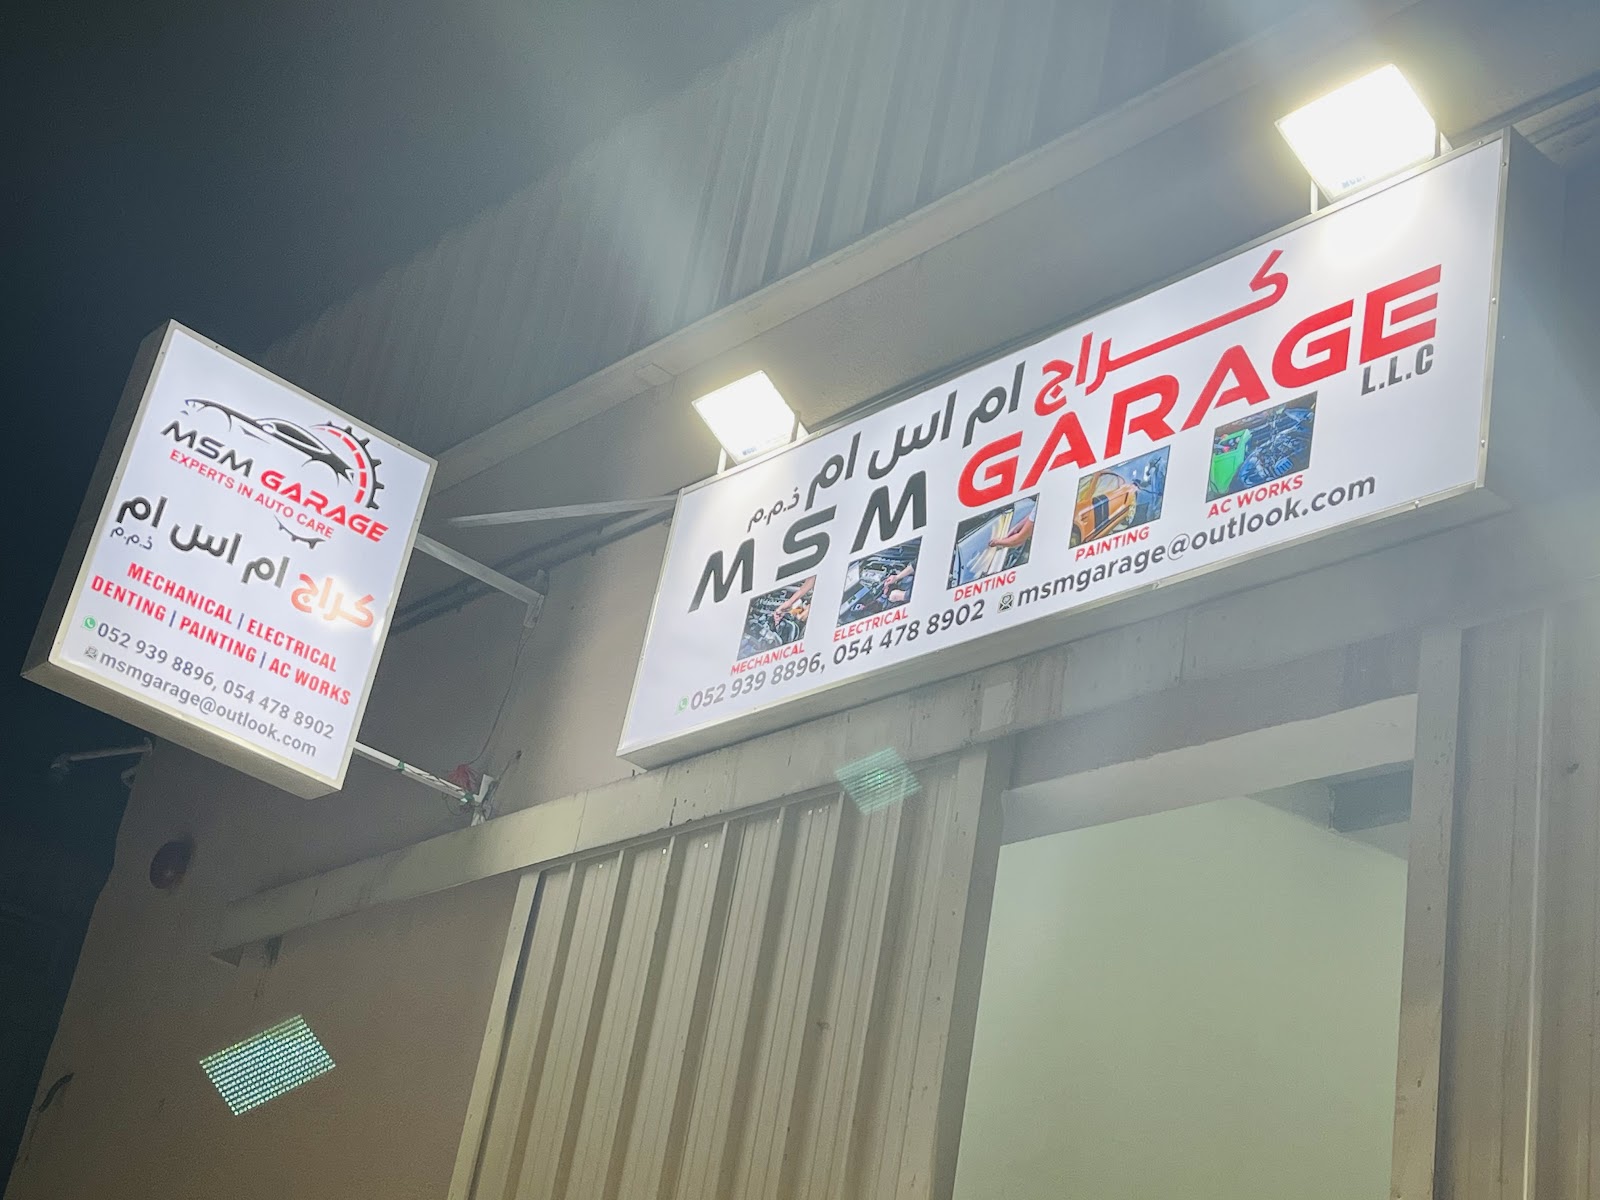 MSM GARAGE
EXPERTS IN AUTO CARE
كراج ام اس ام
ذ.م.م
MECHANICAL | ELECTRICAL
DENTING | PAINTING | AC WORKS
052 939 8896, 054 478 8902
msmgarage@outlook.com
كراج ام اس ام ذ.م.م
MSM GARAGE
L.L.C
MECHANICAL ELECTRICAL DENTING PAINTING AC WORKS
052 939 8896, 054 478 8902 msmgarage@outlook.com